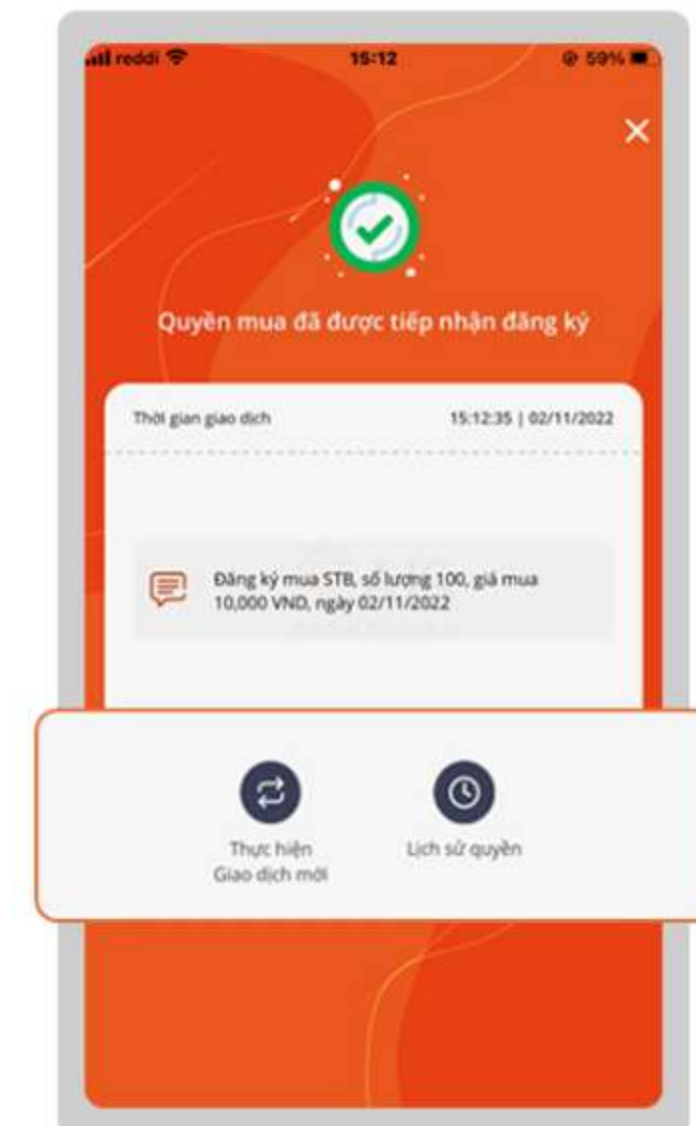 reddi
15:12
59%
Quyền mua đã được tiếp nhận đăng ký
Thời gian giao dịch 15:12:35 | 02/11/2022
Đăng ký mua STB, số lượng 100, giá mua
10,000 VND, ngày 02/11/2022
Thực hiện
Giao dịch mới
Lịch sử quyền